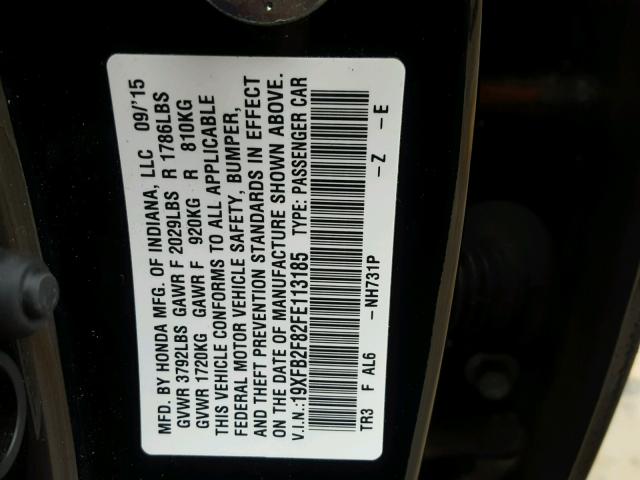 MFD. BY HONDA MFG. OF INDIANA, LLC 09/'15
GVWR 3792LBS GAWR F 2029LBS R 1786LBS
GVWR 1720KG GAWR F 920KG R 810KG
THIS VEHICLE CONFORMS TO ALL APPLICABLE
FEDERAL MOTOR VEHICLE SAFETY, BUMPER,
AND THEFT PREVENTION STANDARDS IN EFFECT
ON THE DATE OF MANUFACTURE SHOWN ABOVE.
V.I.N.:19XFB2F82FE113185 TYPE: PASSENGER CAR
TR3 F AL6 -NH731P -Z -E